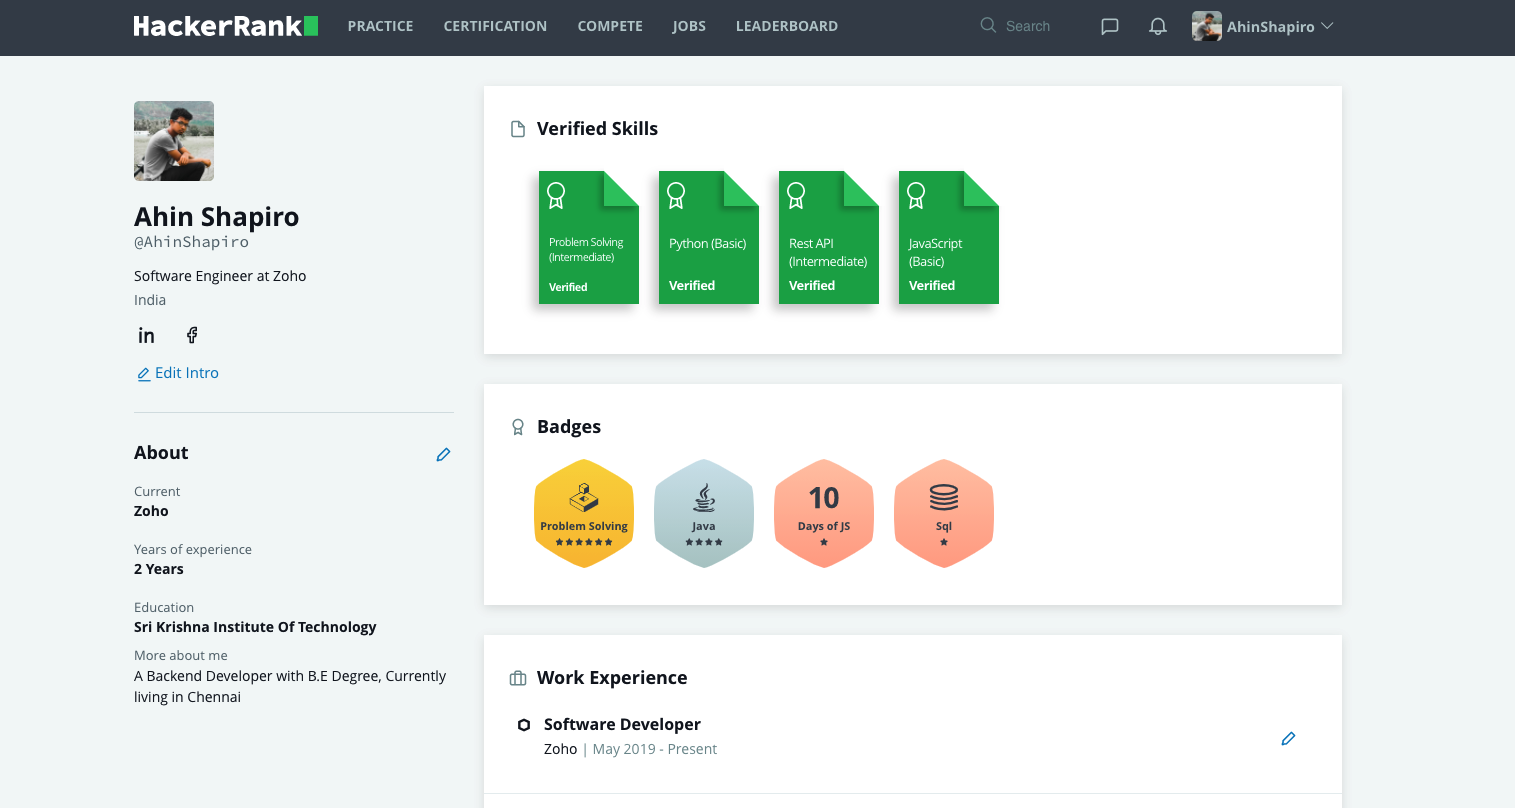 HackerRank
PRACTICE CERTIFICATION COMPETE JOBS LEADERBOARD
Search
AhinShapiro
Ahin Shapiro
@AhinShapiro
Software Engineer at Zoho
India
in
Edit Intro
About
Current
Zoho
Years of experience
2 Years
Education
Sri Krishna Institute Of Technology
More about me
A Backend Developer with B.E Degree, Currently
living in Chennai
Verified Skills
Problem Solving
(Intermediate)
Verified
Python (Basic)
Verified
Rest API
(Intermediate)
Verified
JavaScript
(Basic)
Verified
Badges
Problem Solving
Java
10
Days of JS
Sql
Work Experience
Software Developer
Zoho | May 2019 - Present